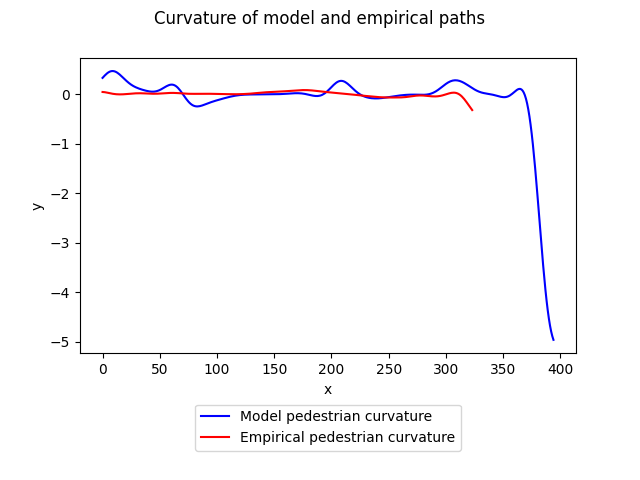 Curvature of model and empirical paths
0
−1
−2
−3
−4
−5
y
0 50 100 150 200 250 300 350 400
x
Model pedestrian curvature
Empirical pedestrian curvature